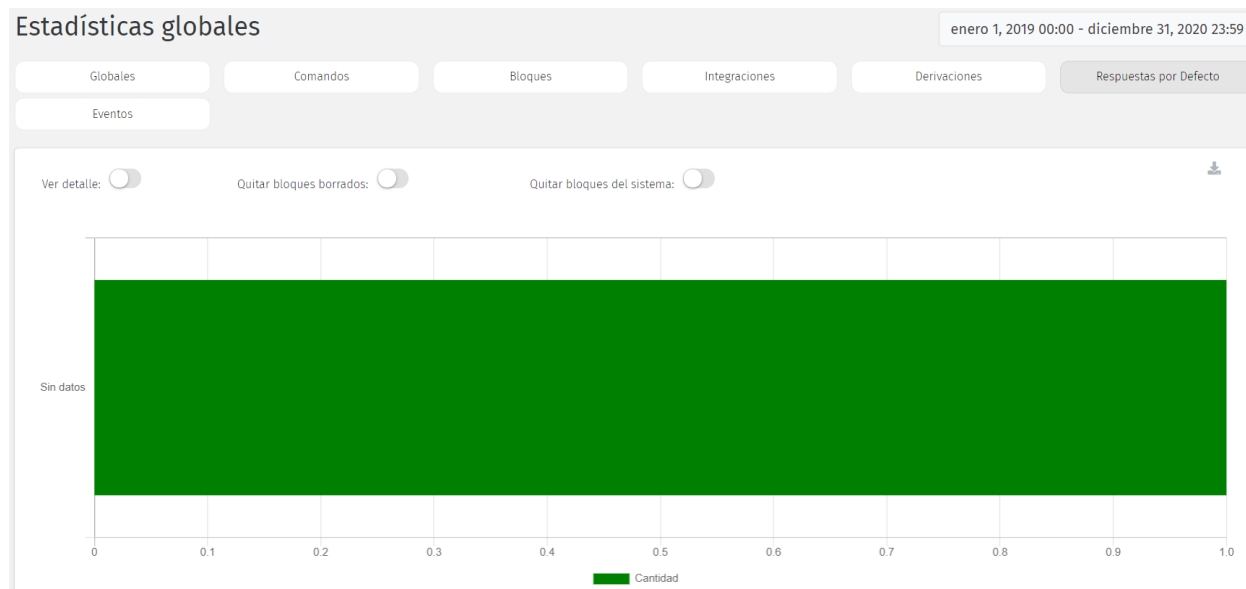 Estadísticas globales
enero 1, 2019 00:00 - diciembre 31, 2020 23:59
Globales
Comandos
Bloques
Integraciones
Derivaciones
Respuestas por Defecto
Eventos
Ver detalle:
Quitar bloques borrados:
Quitar bloques del sistema:
Sin datos
0 0.1 0.2 0.3 0.4 0.5 0.6 0.7 0.8 0.9 1.0
Cantidad